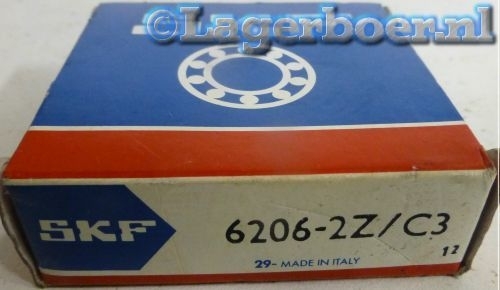 ©Lagerboer.nl
SKF
6206-2Z/C3
29- MADE IN ITALY
12